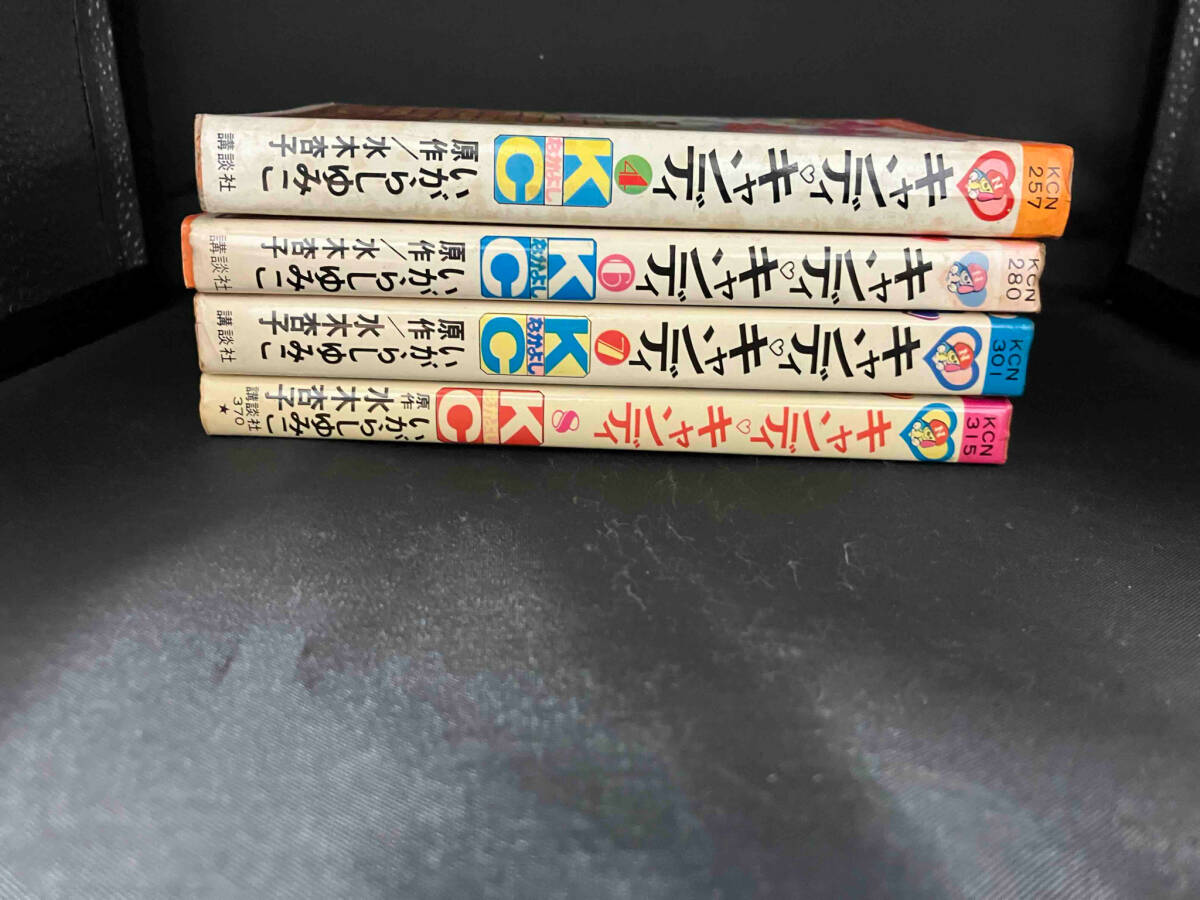 KCN
257
キャンディ♡キャンディ
4
KC
なかよし
原作/水木杏子
いがらしゆみこ
講談社
KCN
280
キャンディ♡キャンディ
6
KC
なかよし
原作/水木杏子
いがらしゆみこ
講談社
KCN
301
キャンディ♡キャンディ
7
KC
なかよし
原作/水木杏子
いがらしゆみこ
講談社
KCN
315
キャンディ♥キャンディ
8
KC
なかよし
原作
水木杏子
いがらしゆみこ
講談社
370
★